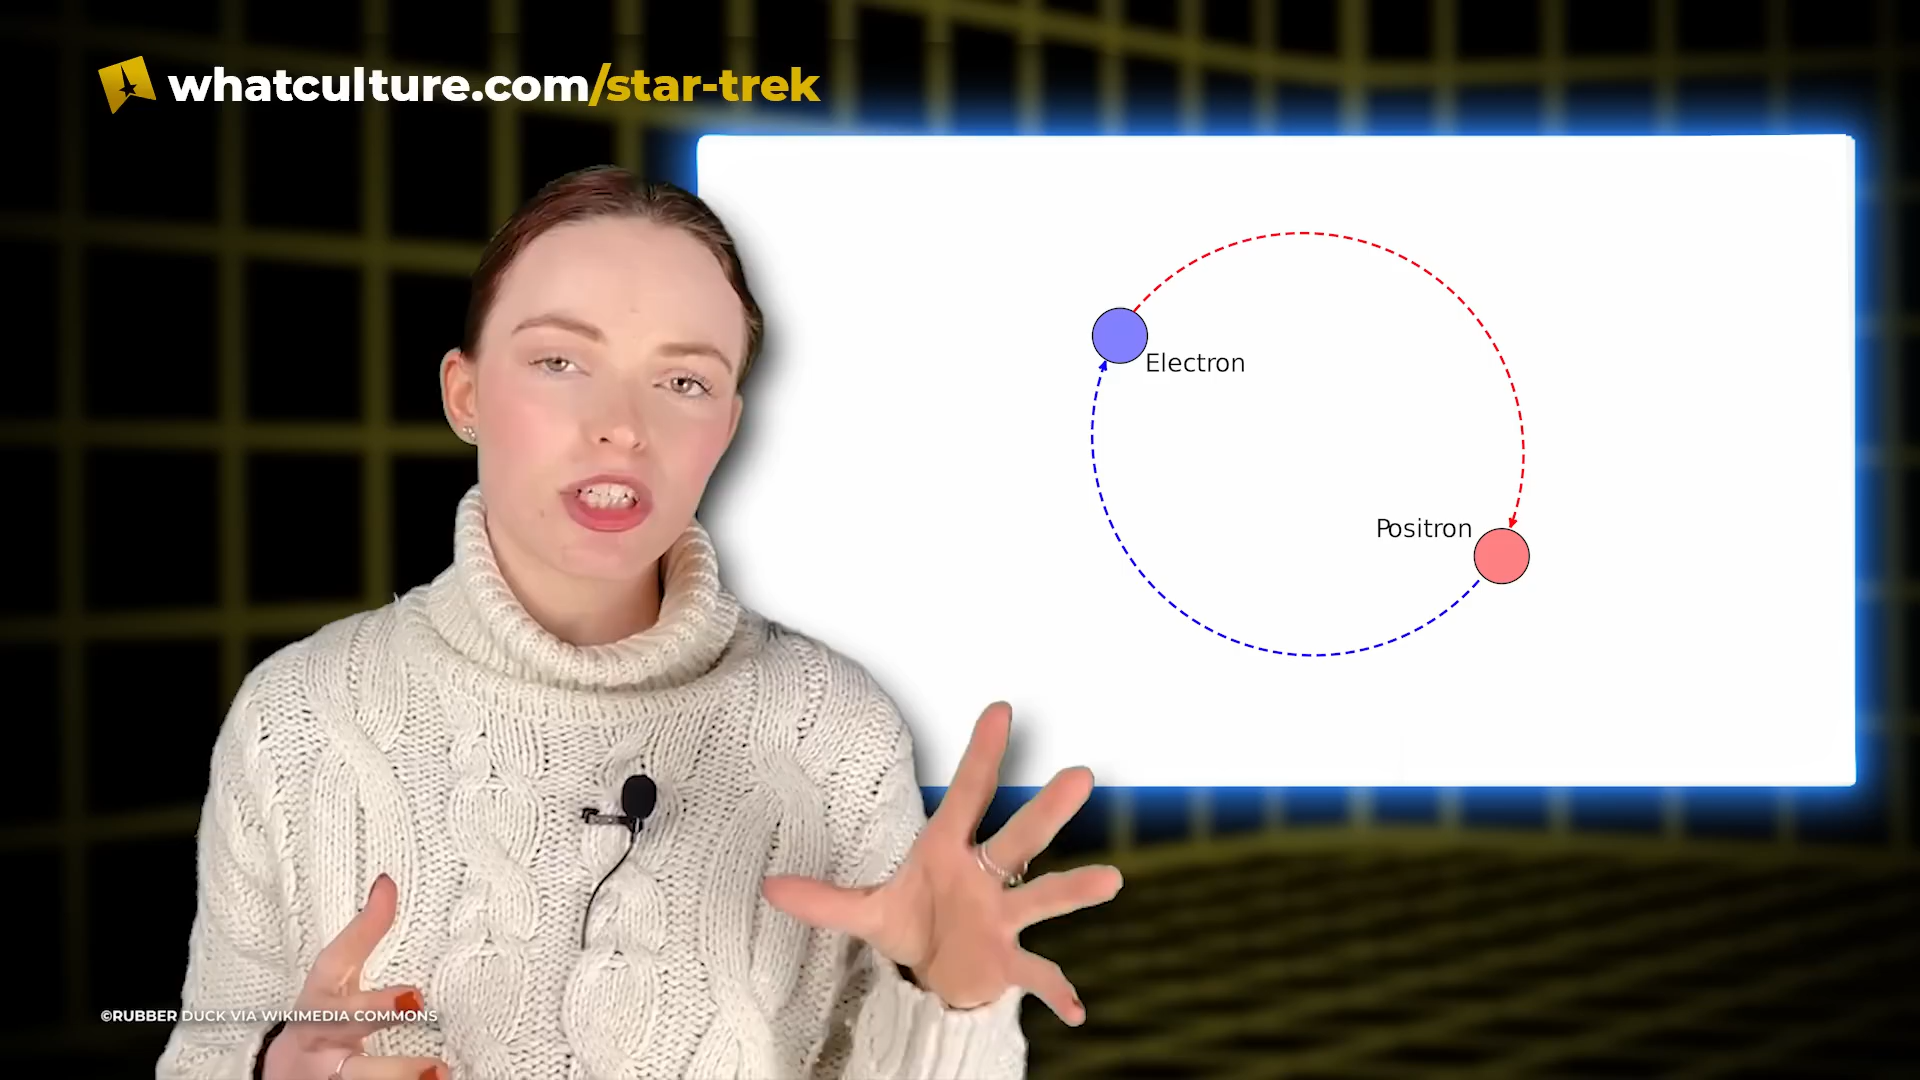 whatculture.com/star-trek
Electron
Positron
©RUBBER DUCK VIA WIKIMEDIA COMMONS